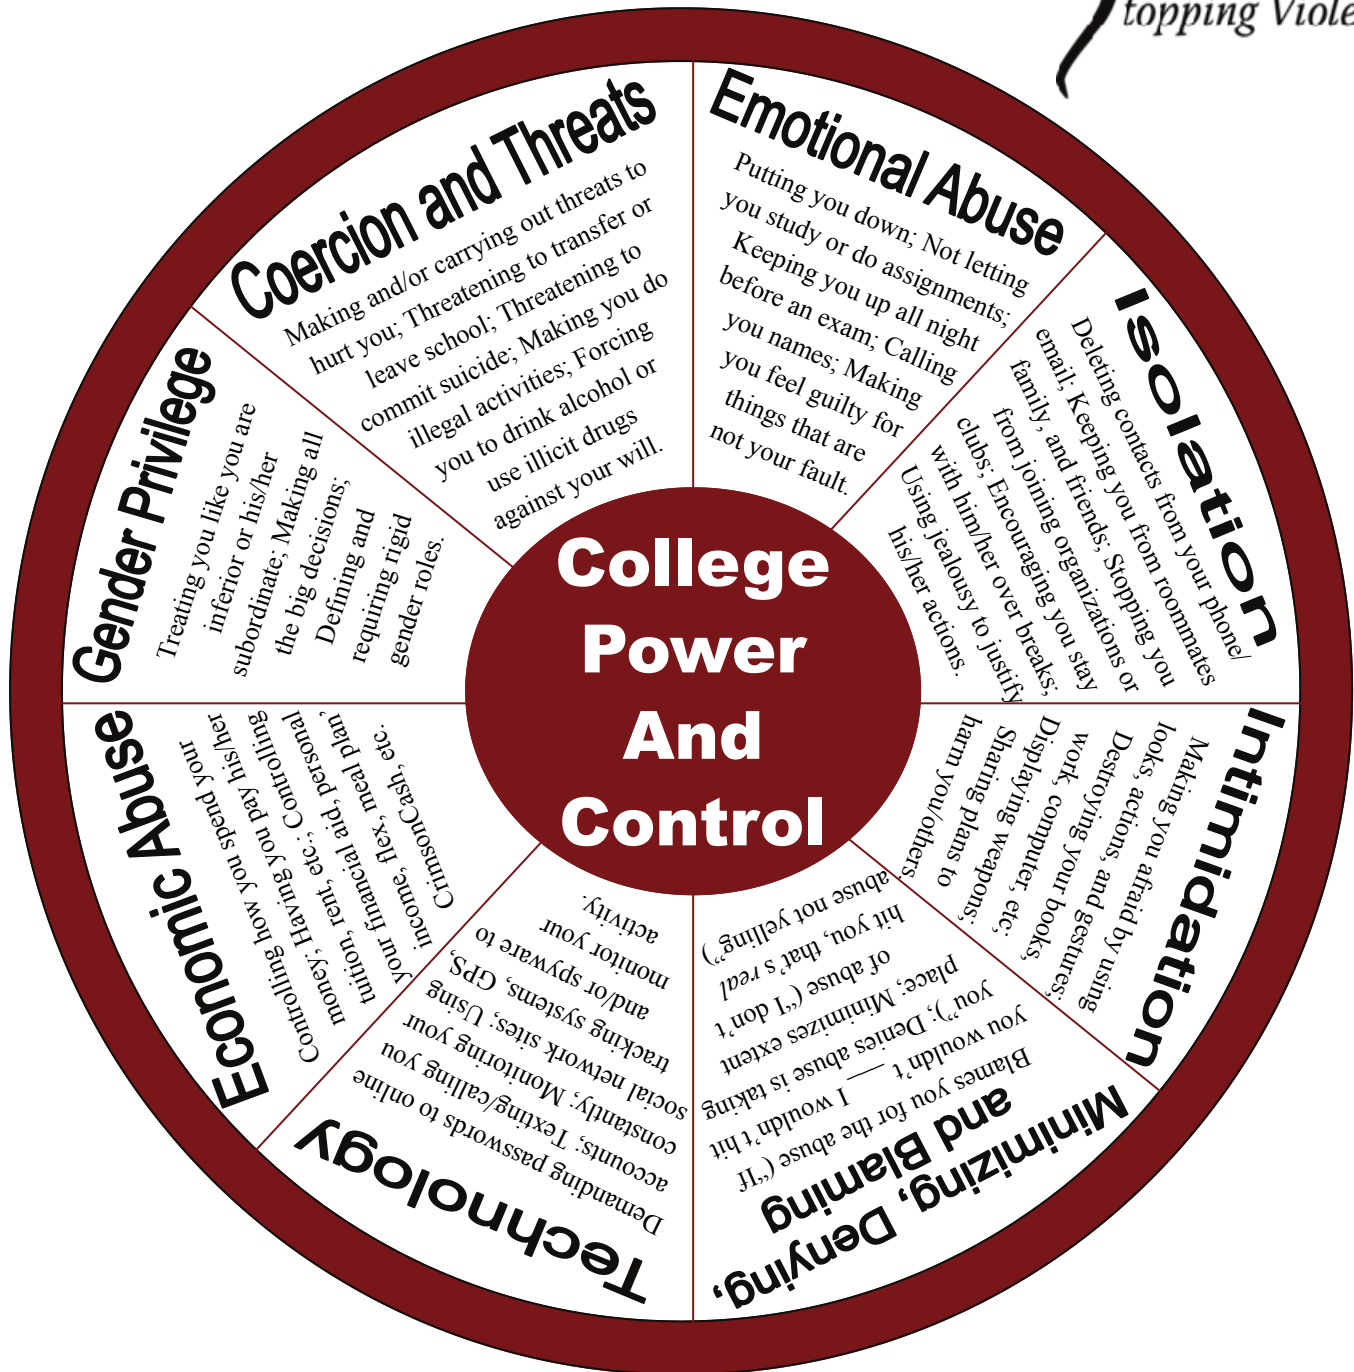 topping Viole
College
Power
And
Control
Coercion and Threats
Making and/or carrying out threats to
hurt you; Threatening to transfer or
leave school; Threatening to
commit suicide; Making you do
illegal activities; Forcing
you to drink alcohol or
use illicit drugs
against your will.
Emotional Abuse
Putting you down; Not letting
you study or do assignments;
Keeping you up all night
before an exam; Calling
you names; Making
you feel guilty for
things that are
not your fault.
Isolation
Deleting contacts from your phone/
email; Keeping you from roommates
family, and friends; Stopping you
from joining organizations or
clubs; Encouraging you stay
with him/her over breaks;
Using jealousy to justify
his/her actions.
Intimidation
Making you afraid by using
looks, actions, and gestures;
Destroying your books,
work, computer, etc;
Displaying weapons;
Sharing plans to
harm you/others.
Minimizing, Denying,
and Blaming
Blames you for the abuse (“If
you wouldn’t __ I wouldn’t hit
you”); Denies abuse is taking
place; Minimizes extent
of abuse (“I don’t
hit you, that’s real
abuse not yelling”)
Technology
Demanding passwords to online
accounts; Texting/calling you
constantly; Monitoring your
social network sites; Using
tracking systems, GPS,
and/or spyware to
monitor your
activity.
Economic Abuse
Controlling how you spend your
money; Having you pay his/her
tuition, rent, etc.; Controlling
your financial aid, personal
income, flex, meal plan,
CrimsonCash, etc.
Gender Privilege
Treating you like you are
inferior or his/her
subordinate; Making all
the big decisions;
Defining and
requiring rigid
gender roles.